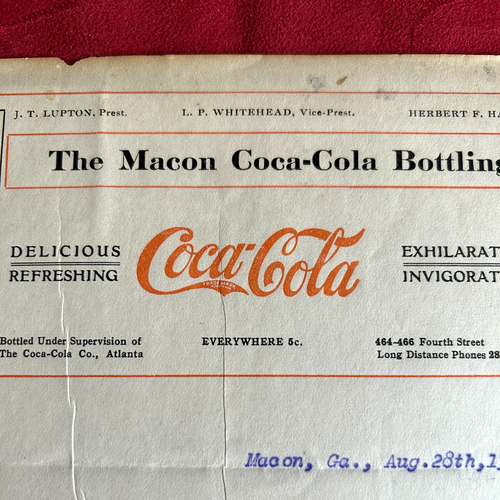 J. T. LUPTON, Prest. L. P. WHITEHEAD, Vice-Prest. HERBERT F. HA
The Macon Coca-Cola Bottling
DELICIOUS
REFRESHING
Coca-Cola
TRADE MARK
EXHILARAT
INVIGORAT
Bottled Under Supervision of
The Coca-Cola Co., Atlanta
EVERYWHERE 5c.
464-466 Fourth Street
Long Distance Phones 28
Macon, Ga., Aug.28th,1